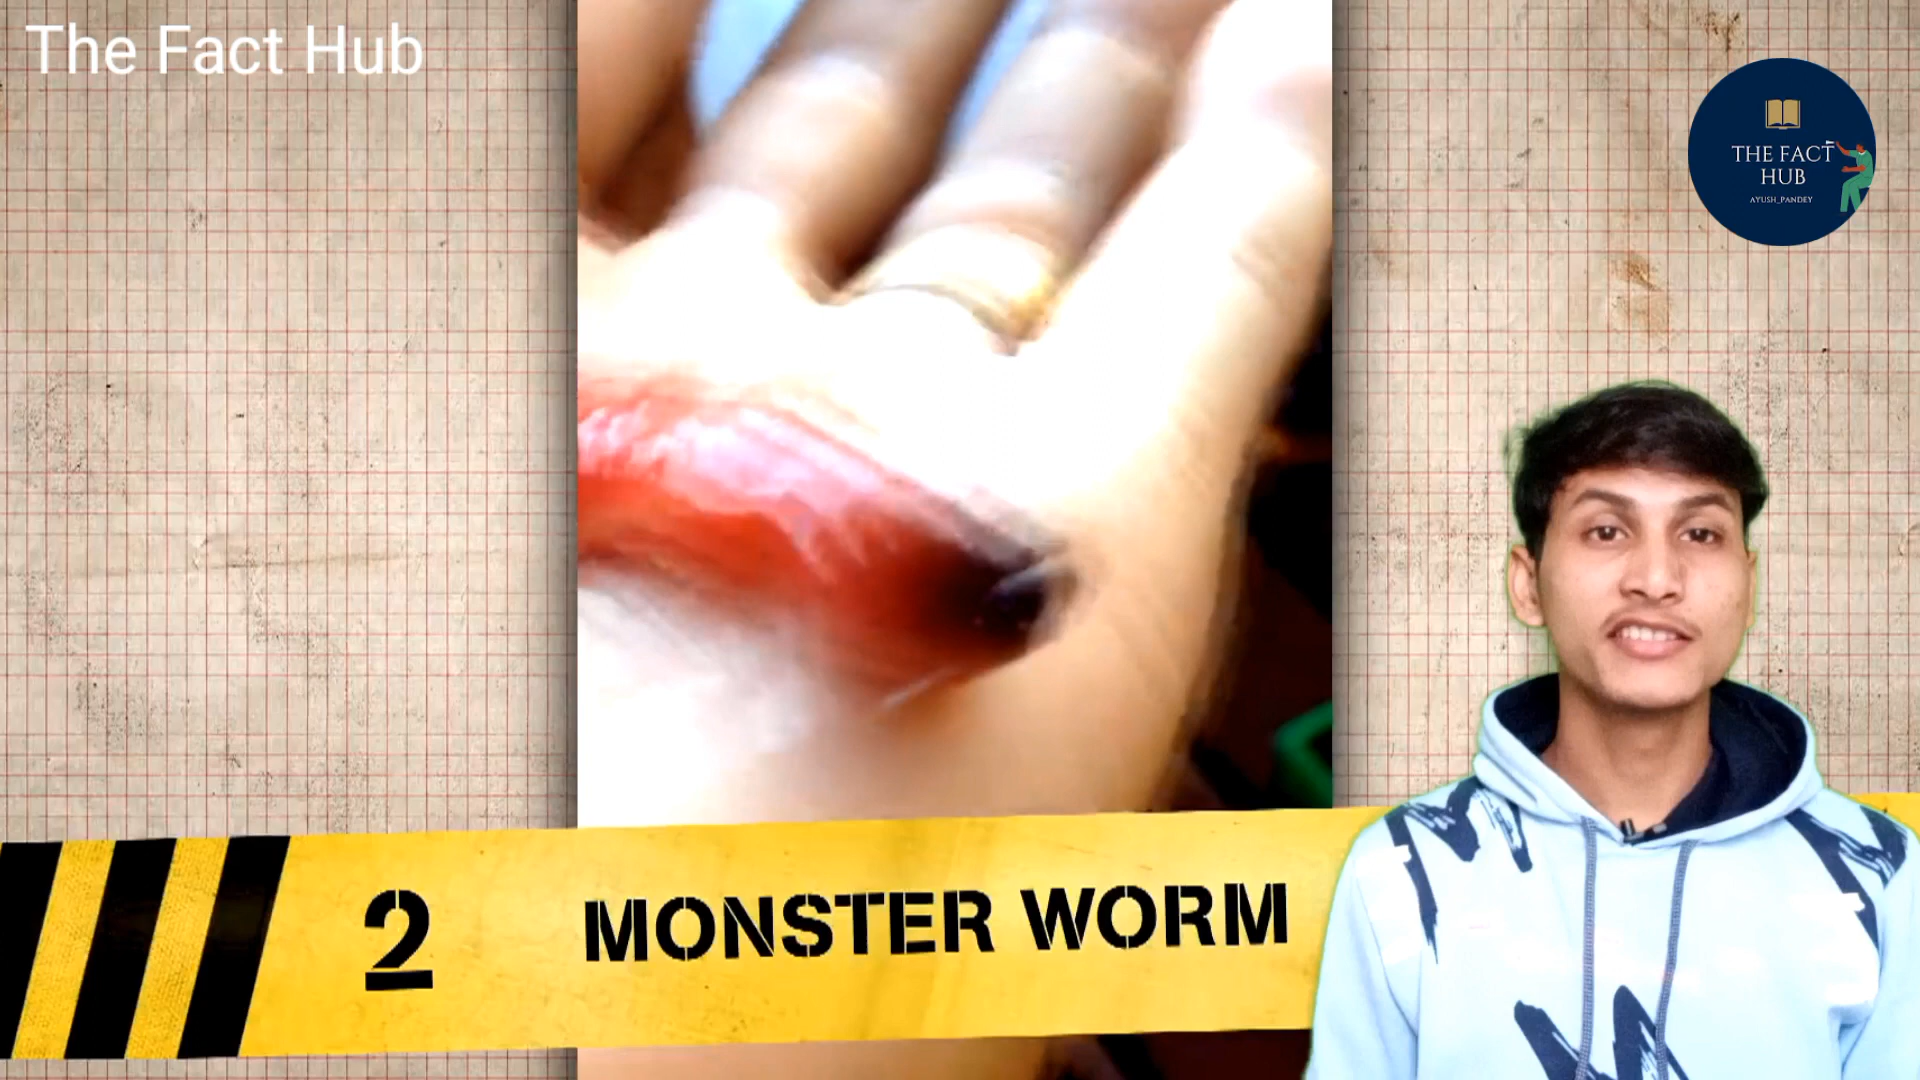 The Fact Hub
THE FACT
HUB
AYUSH_PANDEY
2 MONSTER WORM